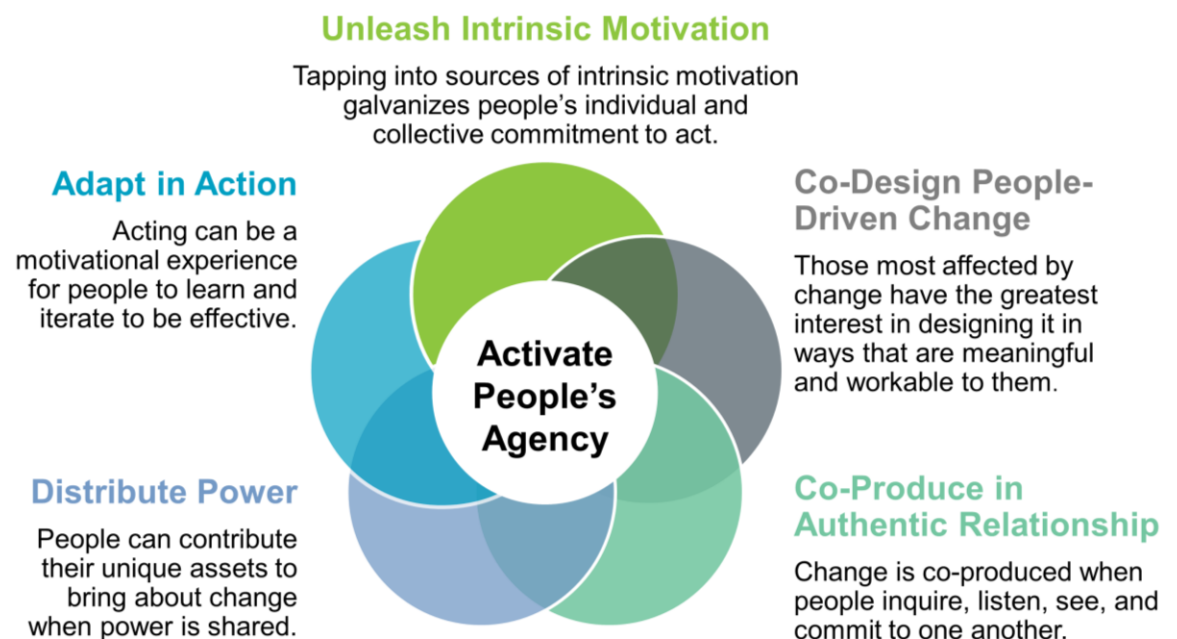 Unleash Intrinsic Motivation
Tapping into sources of intrinsic motivation
galvanizes people’s individual and
collective commitment to act.
Adapt in Action
Acting can be a
motivational experience
for people to learn and
iterate to be effective.
Co-Design People-
Driven Change
Those most affected by
change have the greatest
interest in designing it in
ways that are meaningful
and workable to them.
Activate
People’s
Agency
Distribute Power
People can contribute
their unique assets to
bring about change
when power is shared.
Co-Produce in
Authentic Relationship
Change is co-produced when
people inquire, listen, see, and
commit to one another.